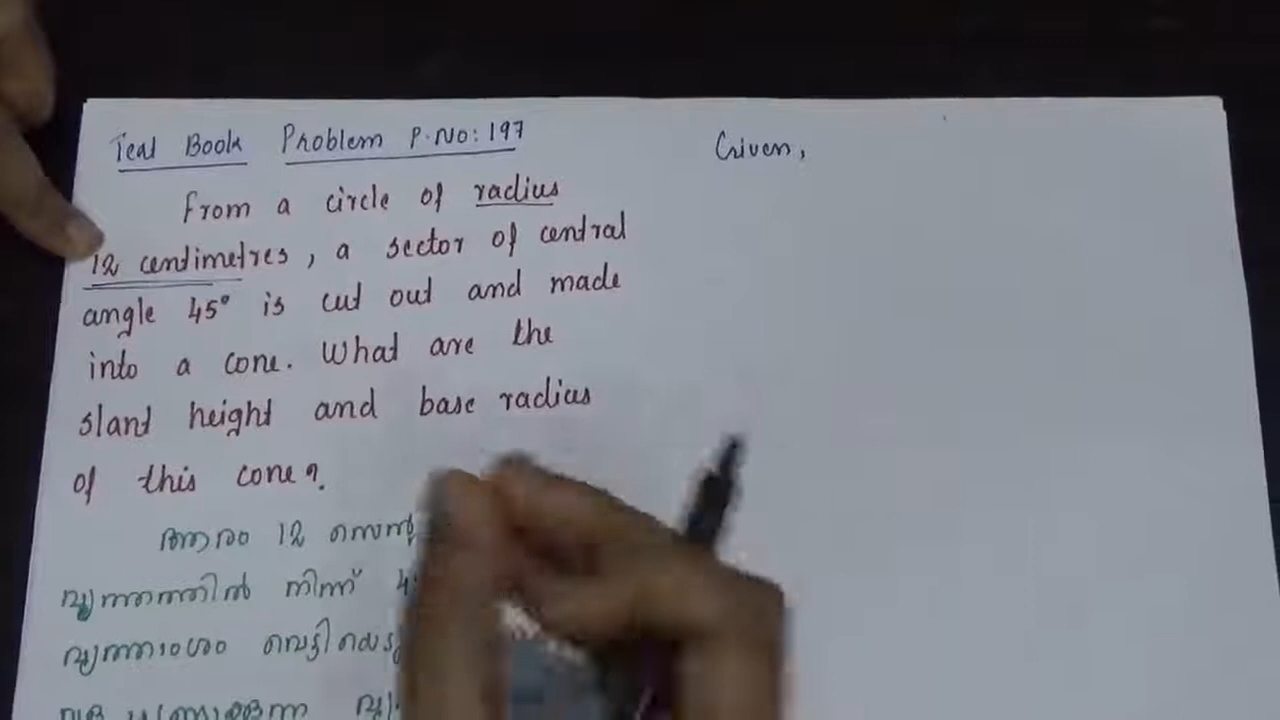 Teal Book Problem P.No: 197
Given,
From a circle of radius
12 centimetres, a sector of central
angle 45° is cut out and made
into a cone. What are the
slant height and base radius
of this cone?
ആരം 12
വൃത്തത്തിൽ നിന്ന്
വൃത്താംശം